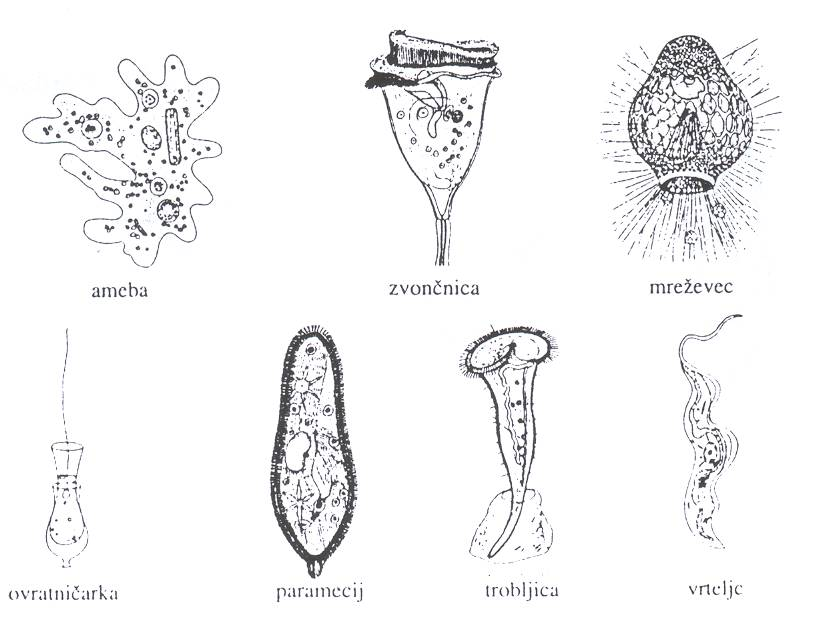 ameba
zvončnica
mreževec
ovratničarka
paramecij
trobljica
vrteljc